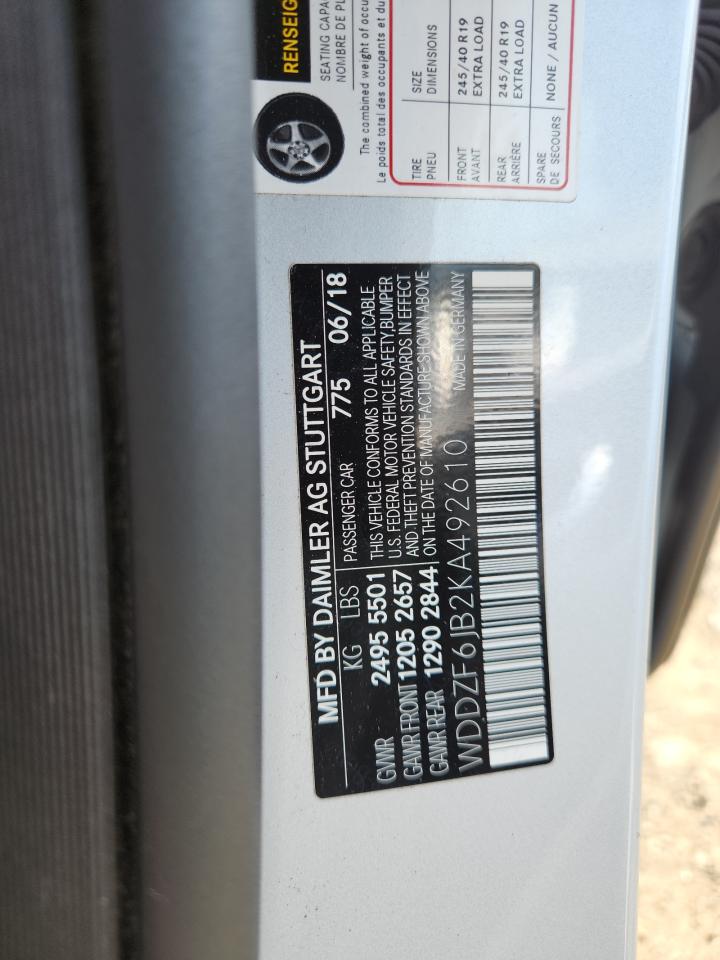 RENSEIG
SEATING CAPA
NOMBRE DE PL
The combined weight of occu
Le poids total des occupants et du
TIRE SIZE
PNEU DIMENSIONS
FRONT 245/40 R19
AVANT EXTRA LOAD
REAR 245/40 R19
ARRIÈRE EXTRA LOAD
SPARE NONE / AUCUN
DE SECOURS
MFD BY DAIMLER AG STUTTGART
KG LBS PASSENGER CAR 775 06/18
GVWR 2495 5501
GAWR FRONT 1205 2657
GAWR REAR 1290 2844
THIS VEHICLE CONFORMS TO ALL APPLICABLE
U.S. FEDERAL MOTOR VEHICLE SAFETY,BUMPER
AND THEFT PREVENTION STANDARDS IN EFFECT
ON THE DATE OF MANUFACTURE SHOWN ABOVE
WDDZF6JB2KA492610 MADE IN GERMANY